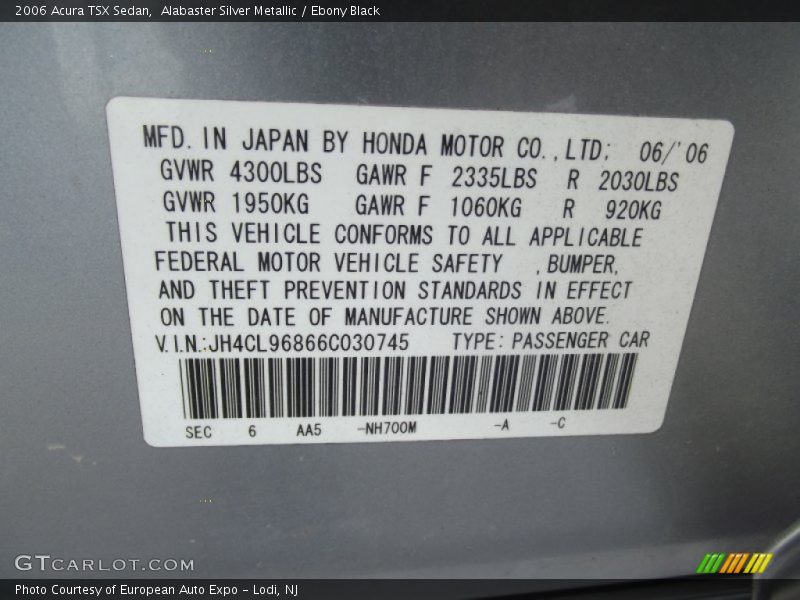 2006 Acura TSX Sedan,  Alabaster Silver Metallic / Ebony Black
MFD. IN JAPAN BY HONDA MOTOR CO., LTD; 06/'06
GVWR 4300LBS GAWR F 2335LBS R 2030LBS
GVWR 1950KG GAWR F 1060KG R 920KG
THIS VEHICLE CONFORMS TO ALL APPLICABLE
FEDERAL MOTOR VEHICLE SAFETY ,BUMPER,
AND THEFT PREVENTION STANDARDS IN EFFECT
ON THE DATE OF MANUFACTURE SHOWN ABOVE.
V.I.N.:JH4CL96866C030745 TYPE: PASSENGER CAR
SEC 6 AA5 -NH700M -A -C
GTCARLOT.COM
Photo Courtesy of European Auto Expo - Lodi, NJ